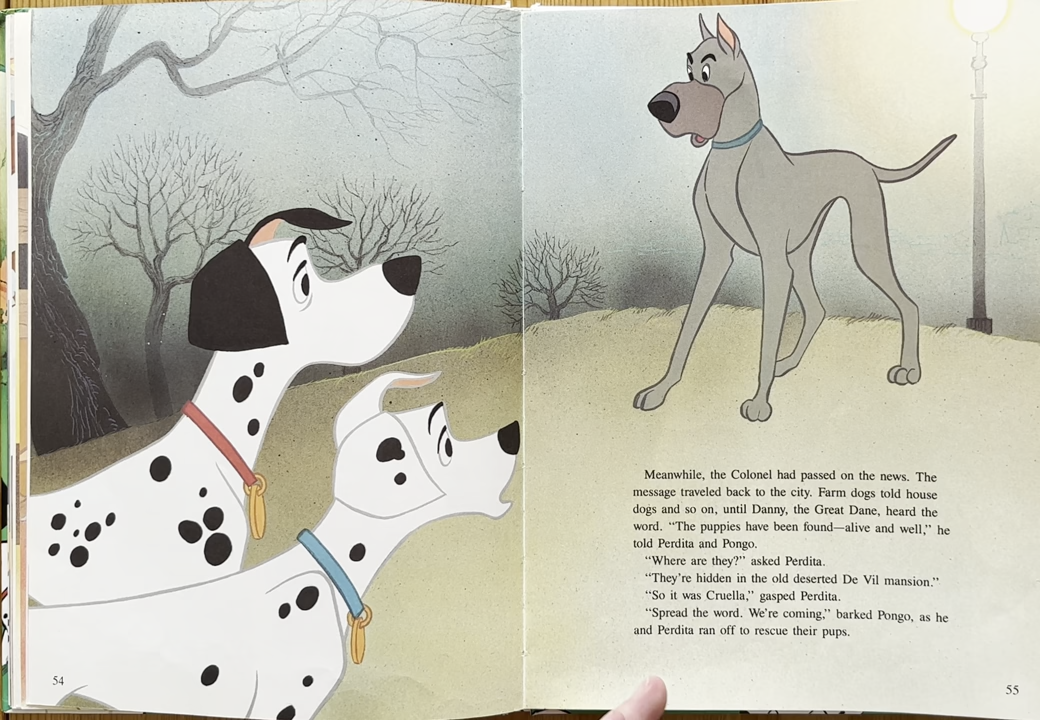 54
Meanwhile, the Colonel had passed on the news. The
message traveled back to the city. Farm dogs told house
dogs and so on, until Danny, the Great Dane, heard the
word. “The puppies have been found—alive and well,” he
told Perdita and Pongo.
“Where are they?” asked Perdita.
“They're hidden in the old deserted De Vil mansion.”
“So it was Cruella,” gasped Perdita.
“Spread the word. We're coming,” barked Pongo, as he
and Perdita ran off to rescue their pups.
55